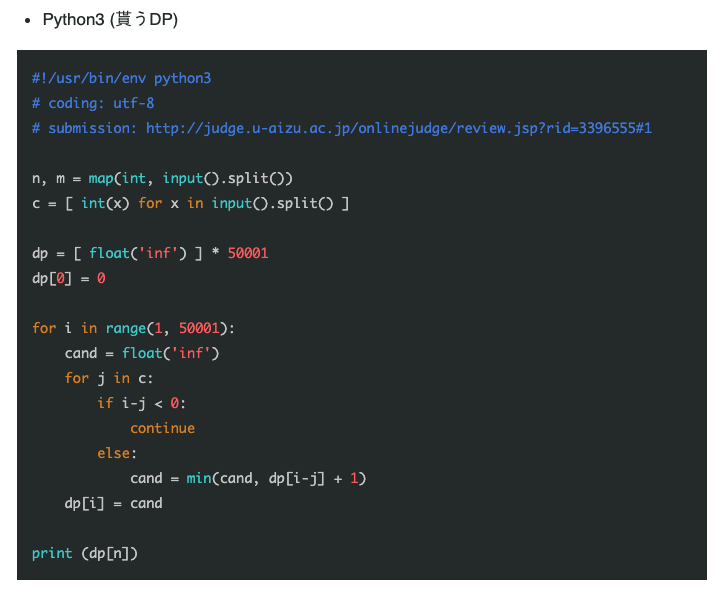 • Python3 (貰うDP)
#!/usr/bin/env python3
# coding: utf-8
# submission: http://judge.u-aizu.ac.jp/onlinejudge/review.jsp?rid=3396555#1
n, m = map(int, input().split())
c = [ int(x) for x in input().split() ]
dp = [ float('inf') ] * 50001
dp[0] = 0
for i in range(1, 50001):
    cand = float('inf')
    for j in c:
        if i-j < 0:
            continue
        else:
            cand = min(cand, dp[i-j] + 1)
    dp[i] = cand
print (dp[n])